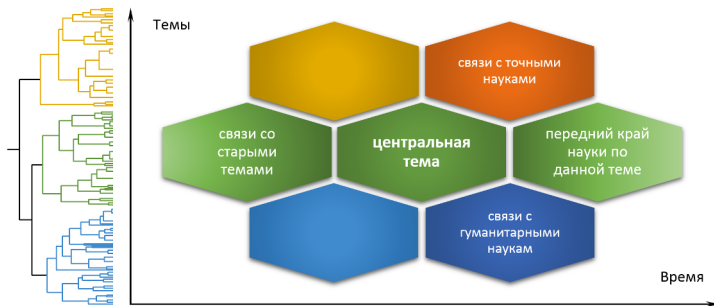 Темы
связи с точными
науками
связи со
старыми
темами
центральная
тема
передний край
науки по
данной теме
связи с
гуманитарными
наукам
Время